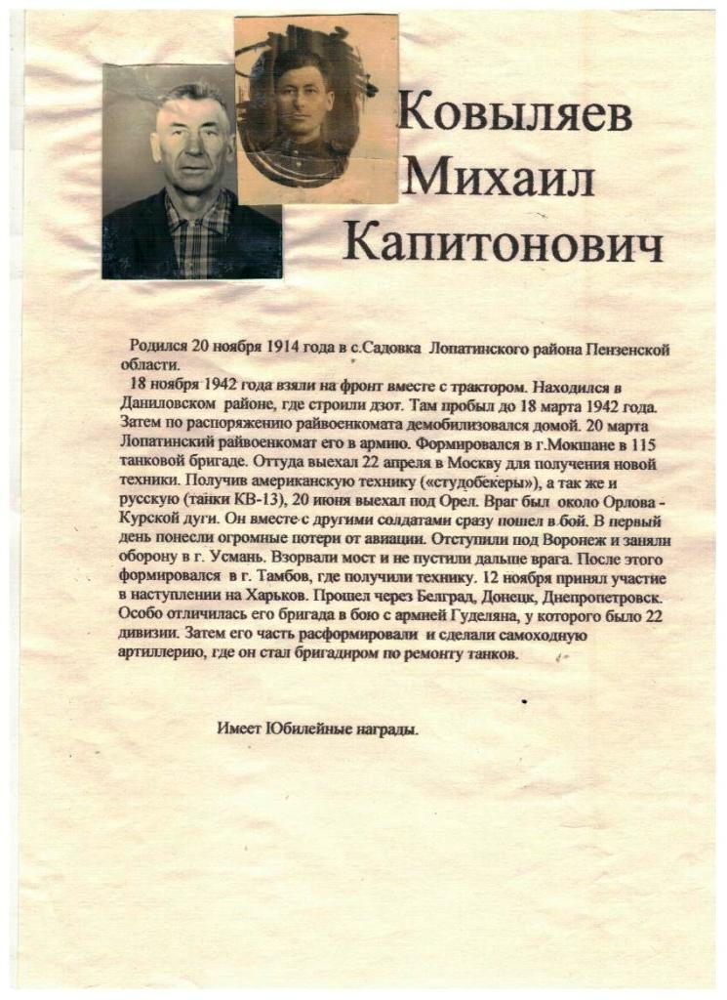 Ковыляев
Михаил
Капитонович
Родился 20 ноября 1914 года в с.Садовка Лопатинского района Пензенской
области.
18 ноября 1942 года взяли на фронт вместе с трактором. Находился в
Даниловском районе, где строили дзот. Там пробыл до 18 марта 1942 года.
Затем по распоряжению райвоенкомата демобилизовался домой. 20 марта
Лопатинский райвоенкомат его в армию. Формировался в г.Мокшане в 115
танковой бригаде. Оттуда выехал 22 апреля в Москву для получения новой
техники. Получив американскую технику («студобекеры»), а так же и
русскую (танки КВ-13), 20 июня выехал под Орел. Враг был около Орлова -
Курской дуги. Он вместе с другими солдатами сразу пошел в бой. В первый
день понесли огромные потери от авиации. Отступили под Воронеж и заняли
оборону в г. Усмань. Взорвали мост и не пустили дальше врага. После этого
формировался в г. Тамбов, где получили технику. 12 ноября принял участие
в наступлении на Харьков. Прошел через Белград, Донецк, Днепропетровск.
Особо отличилась его бригада в бою с армией Гуделяна, у которого было 22
дивизии. Затем его часть расформировали и сделали самоходную
артиллерию, где он стал бригадиром по ремонту танков.
Имеет Юбилейные награды.